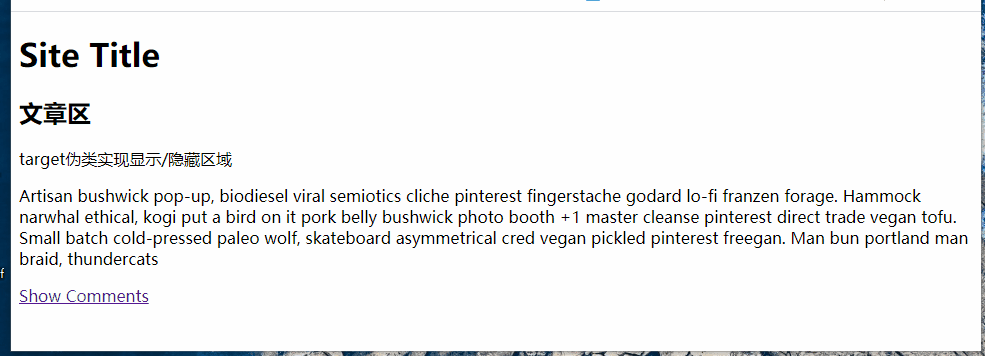 Site Title
文章区
target伪类实现显示/隐藏区域
Artisan bushwick pop-up, biodiesel viral semiotics cliche pinterest fingerstache godard lo-fi franzen forage. Hammock
narwhal ethical, kogi put a bird on it pork belly bushwick photo booth +1 master cleanse pinterest direct trade vegan tofu.
Small batch cold-pressed paleo wolf, skateboard asymmetrical cred vegan pickled pinterest freegan. Man bun portland man
braid, thundercats
f
Show Comments